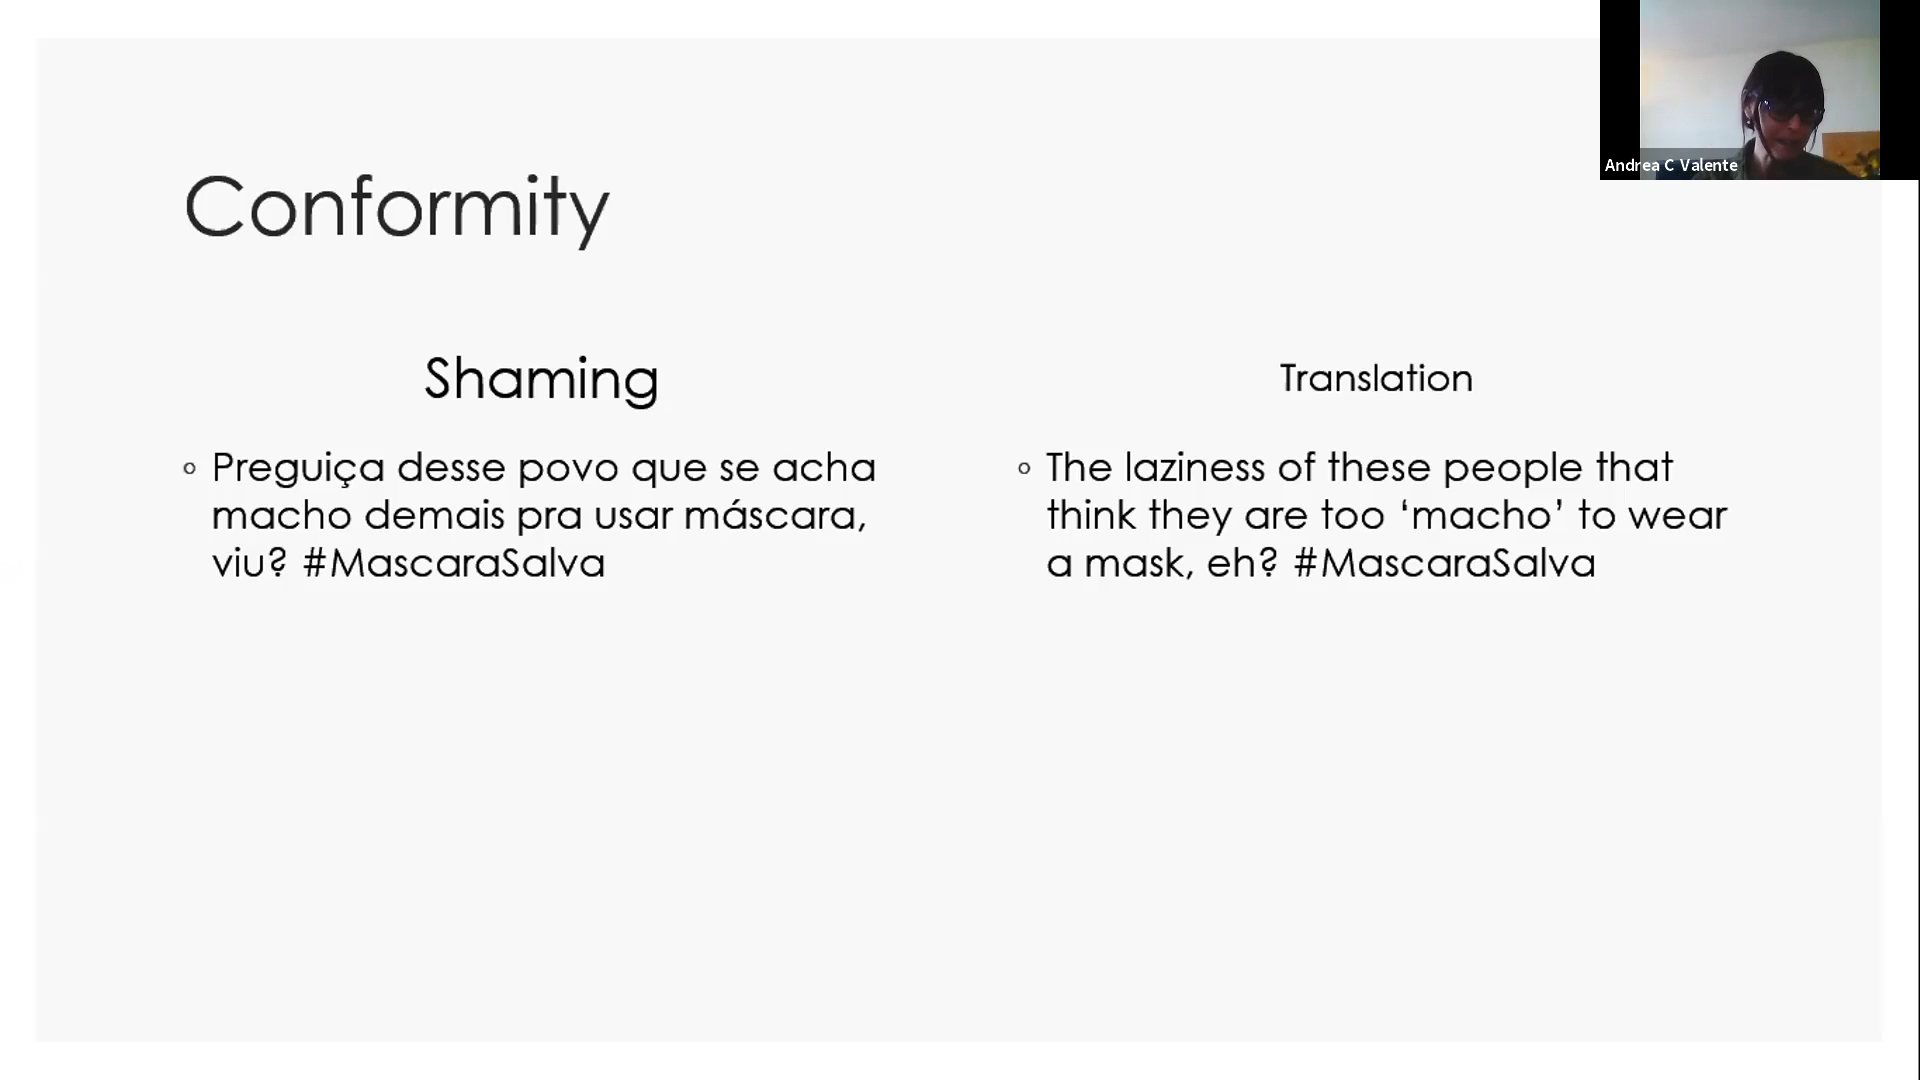 Andrea C Valente
Conformity
Shaming
Preguiça desse povo que se acha
macho demais pra usar máscara,
viu? #MascaraSalva
Translation
The laziness of these people that
think they are too ‘macho’ to wear
a mask, eh? #MascaraSalva